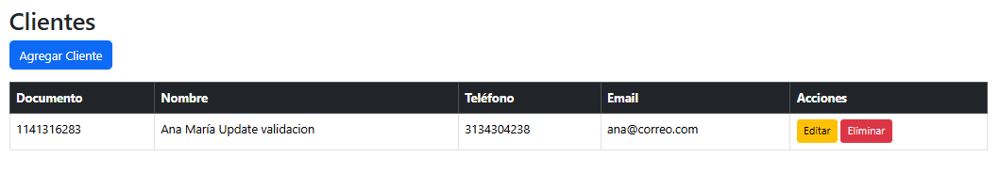 Clientes
Agregar Cliente
Documento Nombre Teléfono Email Acciones
1141316283 Ana María Update validacion 3134304238 ana@correo.com Editar Eliminar